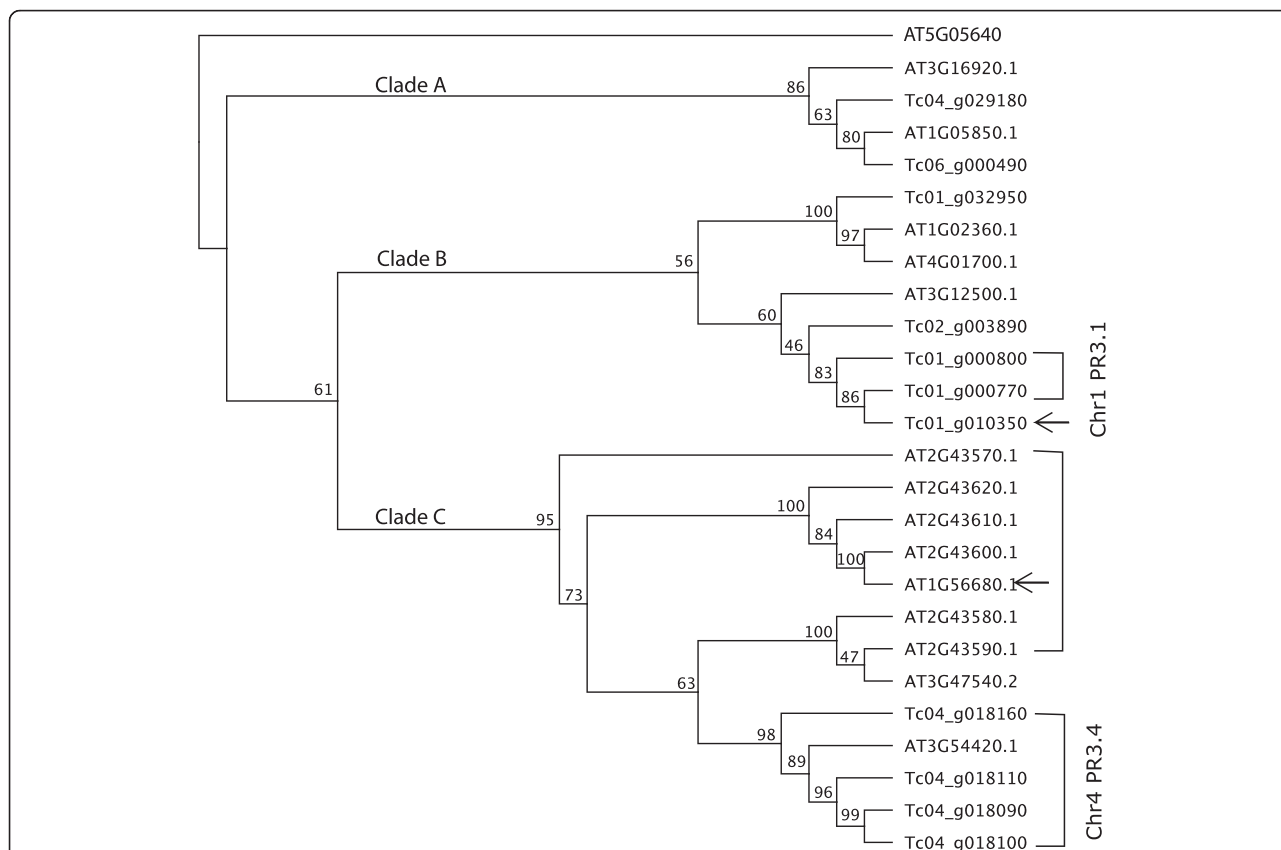 AT5G05640
AT3G16920.1
Clade A
86
Tc04_g029180
63
AT1G05850.1
80
Tc06_g000490
Tc01_g032950
100
AT1G02360.1
97
Clade B
56
AT4G01700.1
AT3G12500.1
60
Tc02_g003890
46
Tc01_g000800
83
Tc01_g000770
86
61
Tc01_g010350
Chr1 PR3.1
AT2G43570.1
AT2G43620.1
100
Clade C
95
AT2G43610.1
84
AT2G43600.1
100
AT1G56680.1
73
AT2G43580.1
100
AT2G43590.1
47
AT3G47540.2
63
Tc04_g018160
98
AT3G54420.1
89
Tc04_g018110
96
Tc04_g018090
99
Tc04_g018100
Chr4 PR3.4